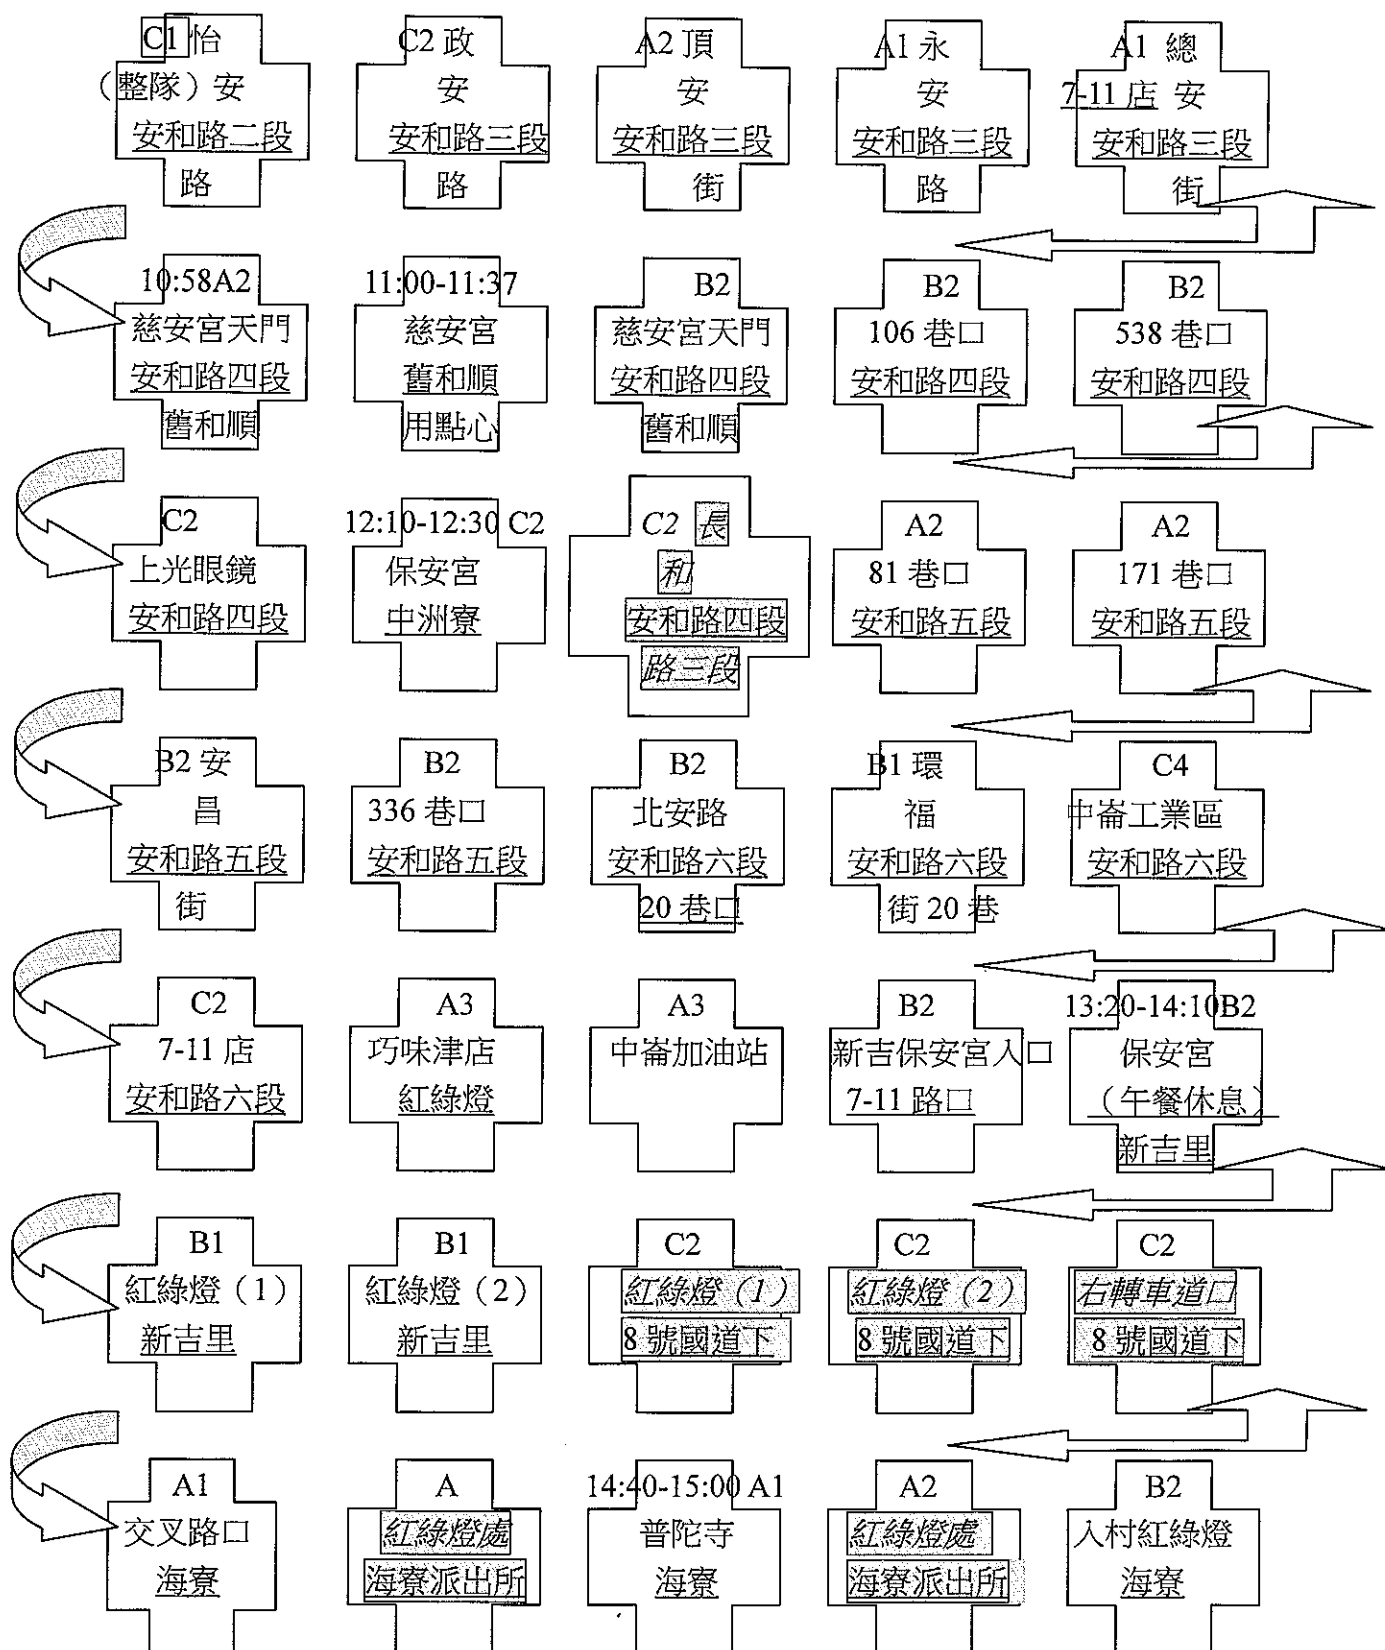 C1 怡
（整隊）安
安和路二段
路
C2 政
安
安和路三段
路
A2 頂
安
安和路三段
街
A1 永
安
安和路三段
路
A1 總
7-11 店 安
安和路三段
街
10:58A2
慈安宮天門
安和路四段
舊和順
11:00-11:37
慈安宮
舊和順
用點心
B2
慈安宮天門
安和路四段
舊和順
B2
106 巷口
安和路四段
B2
538 巷口
安和路四段
C2
上光眼鏡
安和路四段
12:10-12:30 C2
保安宮
中洲寮
C2 長
和
安和路四段
路三段
A2
81 巷口
安和路五段
A2
171 巷口
安和路五段
B2 安
昌
安和路五段
街
B2
336 巷口
安和路五段
B2
北安路
安和路六段
20 巷口
B1 環
福
安和路六段
街 20 巷
C4
中崙工業區
安和路六段
C2
7-11 店
安和路六段
A3
巧味津店
紅綠燈
A3
中崙加油站
B2
新吉保安宮入口
7-11 路口
13:20-14:10B2
保安宮
（午餐休息）
新吉里
B1
紅綠燈（1）
新吉里
B1
紅綠燈（2）
新吉里
C2
紅綠燈（1）
8 號國道下
C2
紅綠燈（2）
8 號國道下
C2
右轉車道口
8 號國道下
A1
交叉路口
海寮
A
紅綠燈處
海寮派出所
14:40-15:00 A1
普陀寺
海寮
A2
紅綠燈處
海寮派出所
B2
入村紅綠燈
海寮